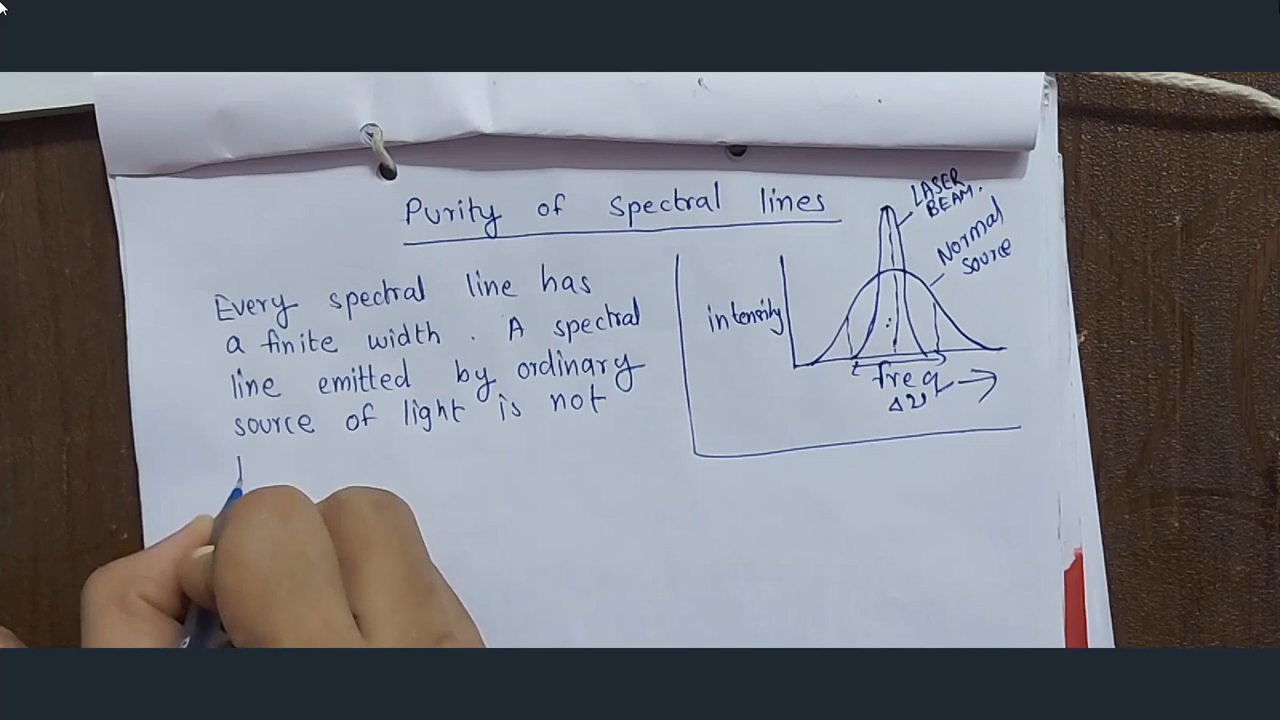 Purity of spectral lines
Every spectral line has
a finite width . A spectral
line emitted by ordinary
source of light is not
LASER
BEAM.
Normal
source
intensity
freq
Δν